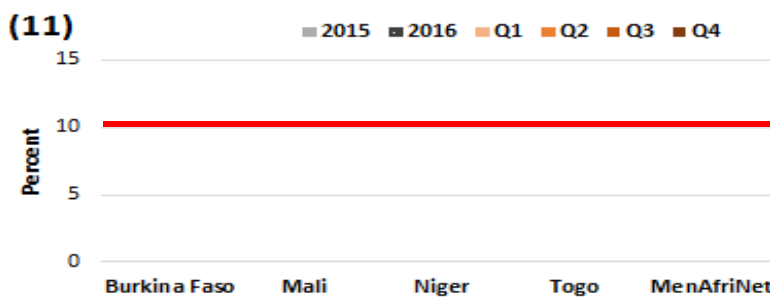 (11)
2015 2016 Q1 Q2 Q3 Q4
15
10
5
0
Percent
Burkina Faso Mali Niger Togo MenAfriNet